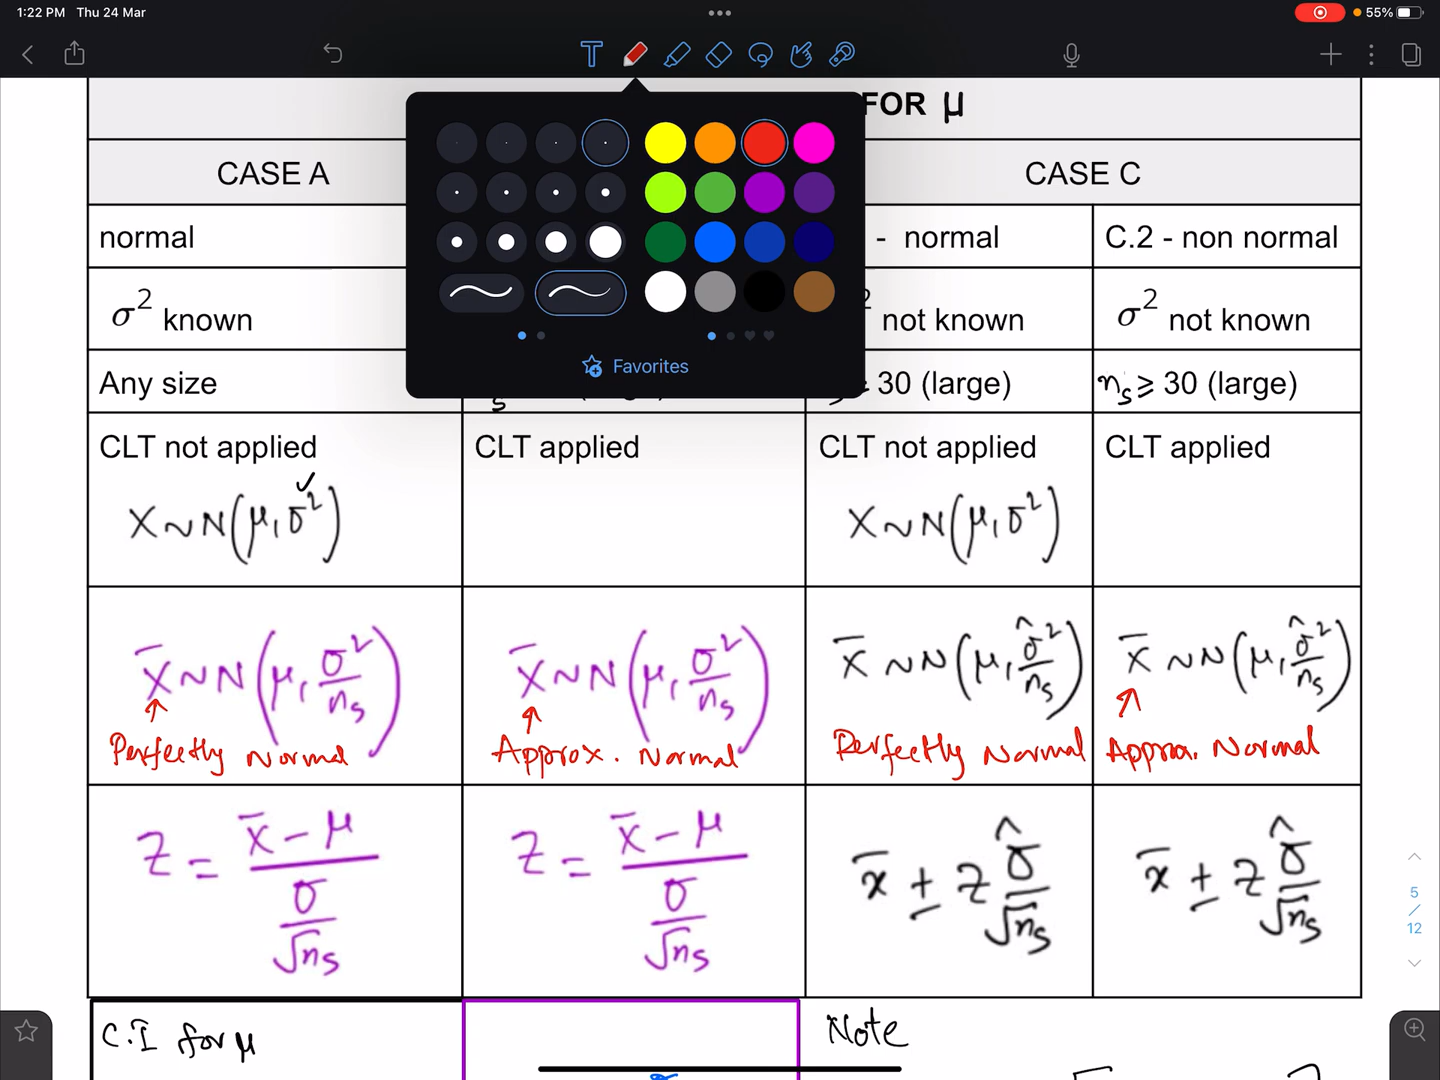 1:22 PM Thu 24 Mar
55%
T
FOR μ
CASE A
CASE C
normal
- normal
C.2 - non normal
σ² known
² not known
σ² not known
Any size
30 (large)
nₛ ⩾ 30 (large)
CLT not applied
CLT applied
CLT not applied
CLT applied
X ~ N(μ, σ²) ✓
X ~ N(μ, σ²)
x̄ ~ N(μ, σ²/nₛ)
x̄ ~ N(μ, σ²/nₛ)
x̄ ~ N(μ, σ̂²/nₛ)
x̄ ~ N(μ, σ̂²/nₛ)
↑
↑
↑
Perfectly Normal
Approx. Normal
Perfectly Normal
Approx. Normal
Z = (x̄ - μ)/(σ/√nₛ)
Z = (x̄ - μ)/(σ/√nₛ)
x̄ ± z σ̂/√nₛ
x̄ ± z σ̂/√nₛ
C.I for μ
Note
Favorites
5
/
12